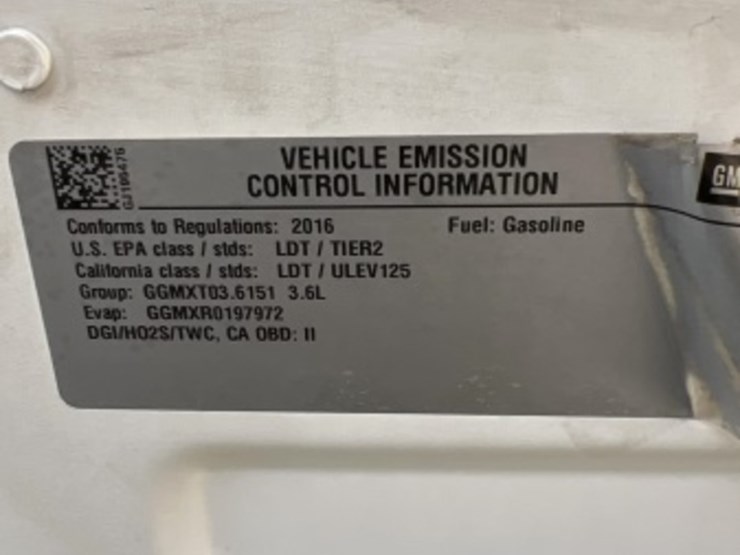 VEHICLE EMISSION
CONTROL INFORMATION
GM
Conforms to Regulations: 2016 Fuel: Gasoline
U.S. EPA class / stds: LDT / TIER2
California class / stds: LDT / ULEV125
Group: GGMXT03.6151 3.6L
Evap: GGMXR0197972
DGI/HO2S/TWC, CA OBD: II